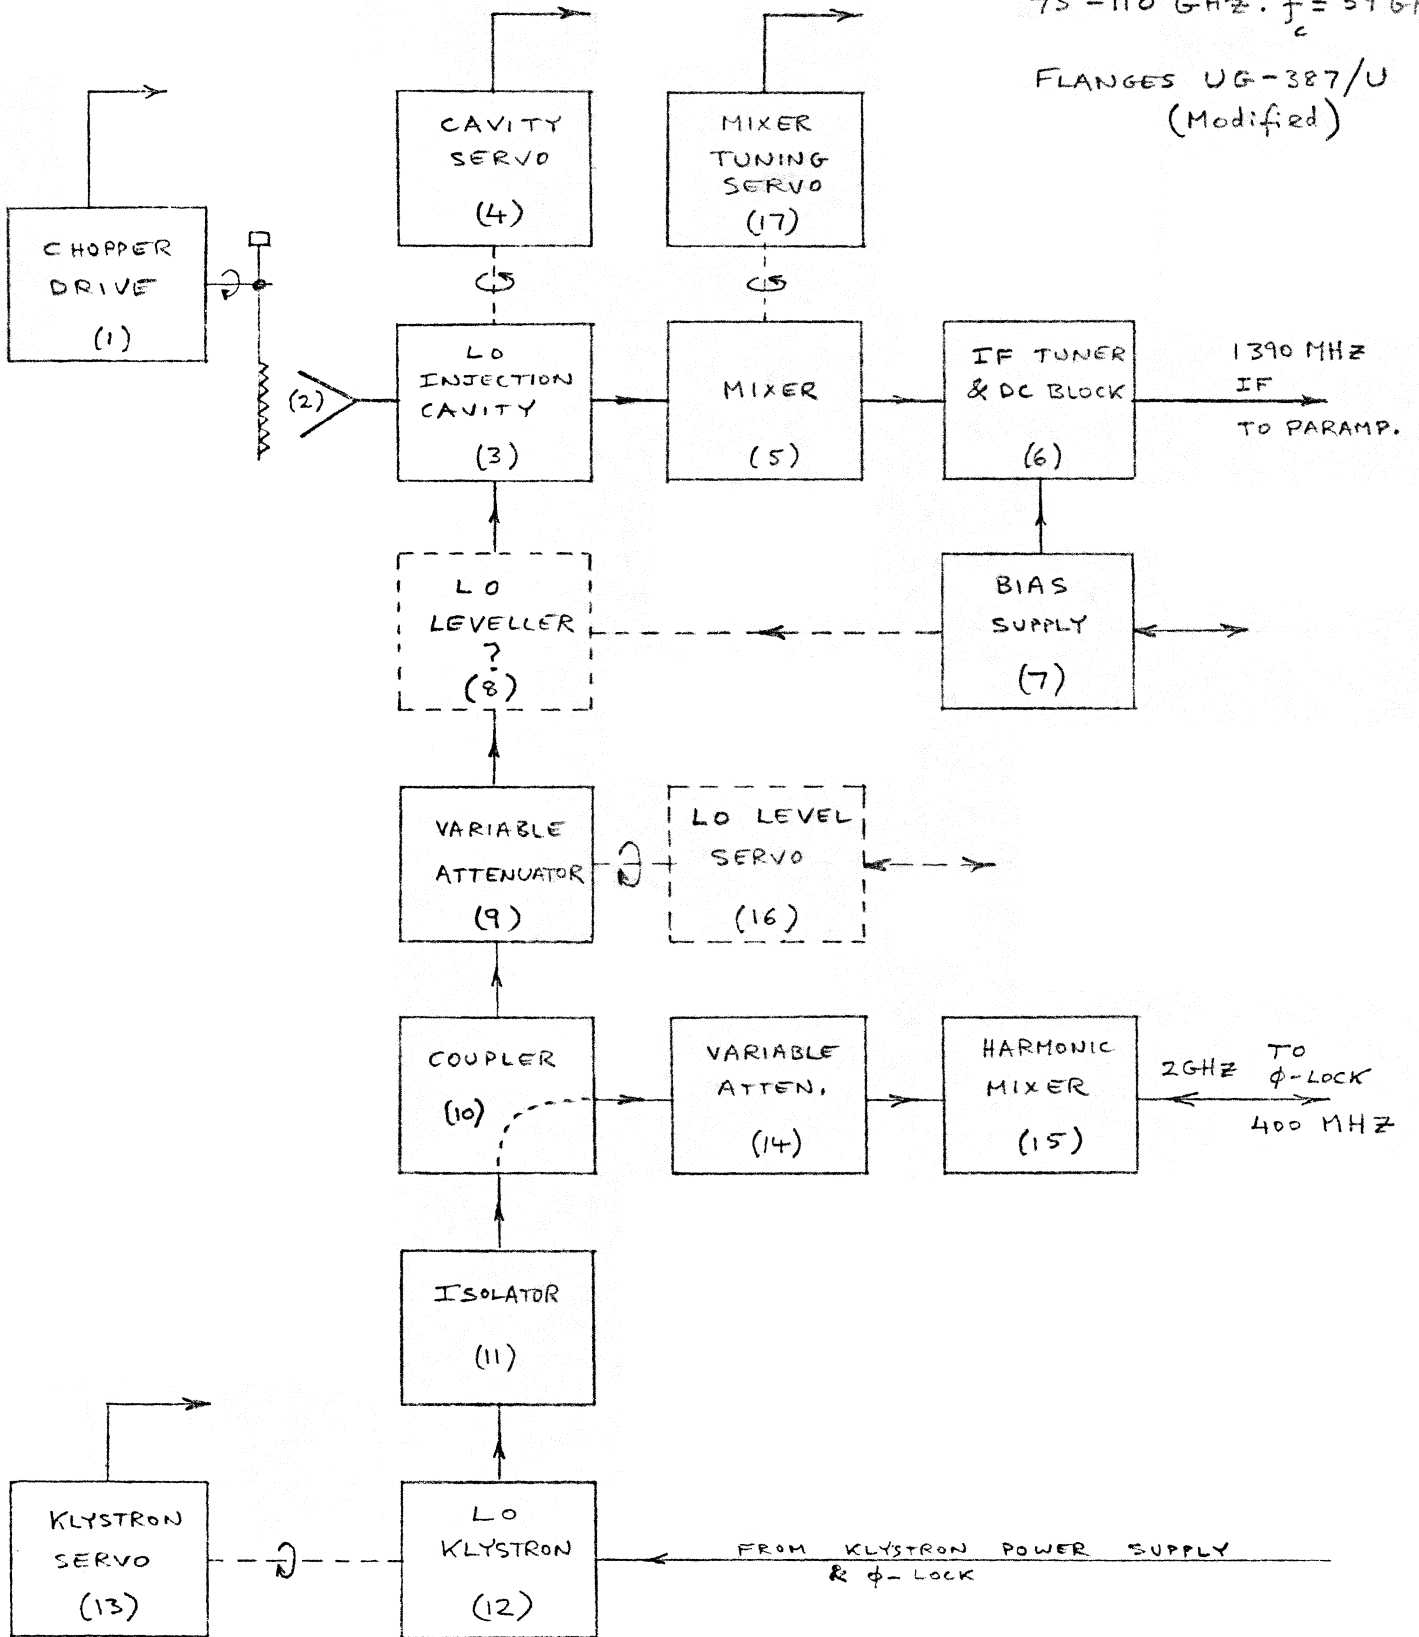 75-110 GHZ. fc = 59 G
FLANGES UG-387/U
(Modified)
CAVITY
SERVO
(4)
MIXER
TUNING
SERVO
(17)
CHOPPER
DRIVE
(1)
(2)
LO
INJECTION
CAVITY
(3)
MIXER
(5)
IF TUNER
& DC BLOCK
(6)
1390 MHZ
IF
TO PARAMP.
LO
LEVELLER
?
(8)
BIAS
SUPPLY
(7)
VARIABLE
ATTENUATOR
(9)
LO LEVEL
SERVO
(16)
COUPLER
(10)
VARIABLE
ATTEN.
(14)
HARMONIC
MIXER
(15)
2GHZ TO
φ-LOCK
400 MHZ
ISOLATOR
(11)
KLYSTRON
SERVO
(13)
LO
KLYSTRON
(12)
FROM KLYSTRON POWER SUPPLY
& φ-LOCK